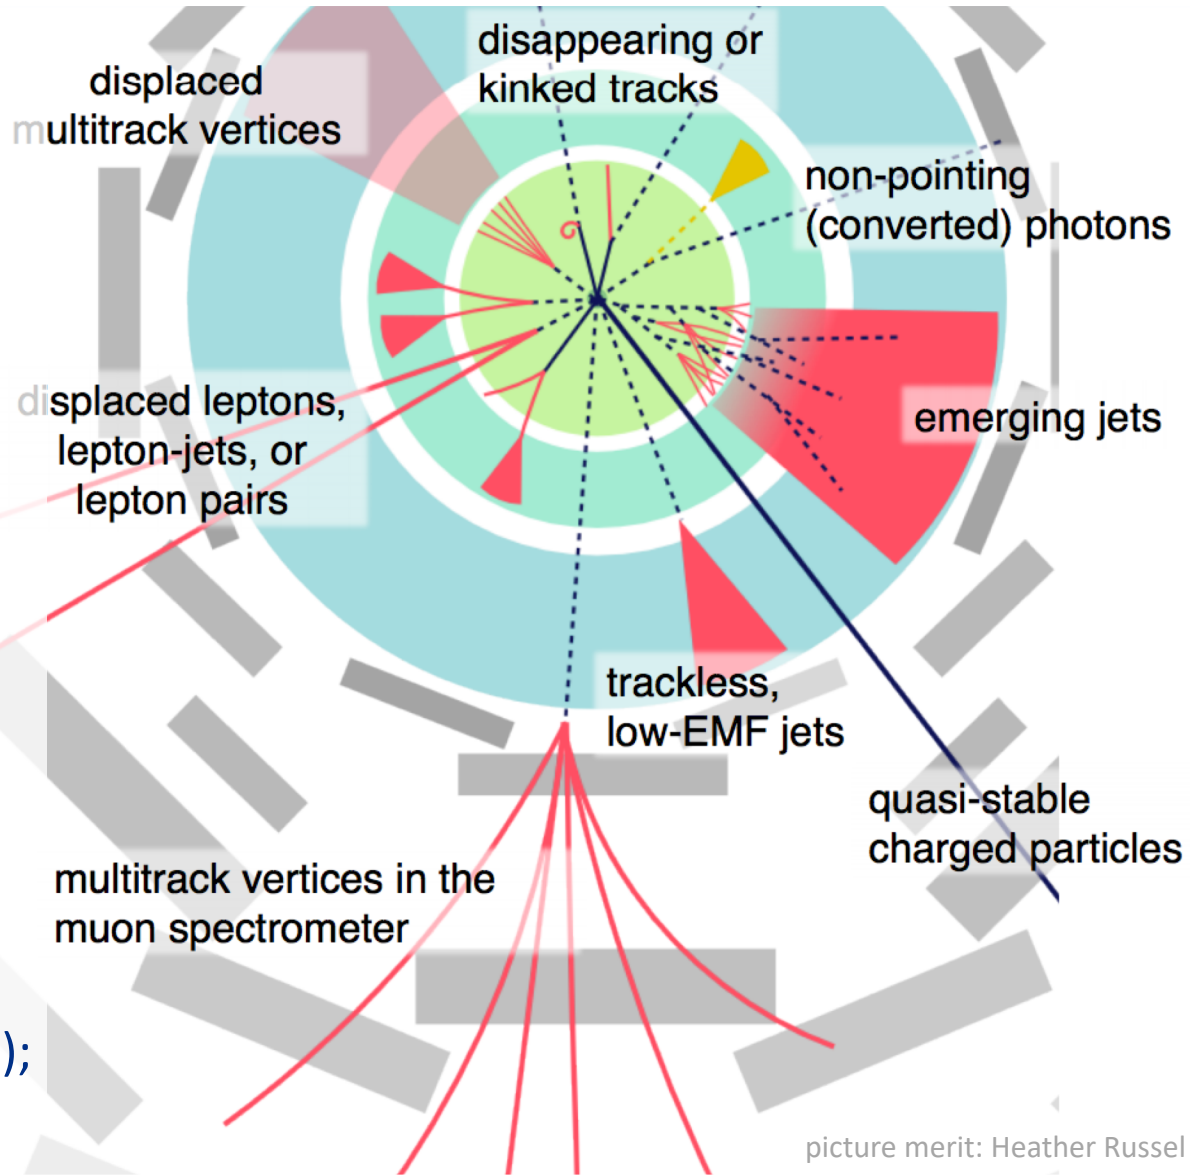 disappearing or
kinked tracks
displaced
multitrack vertices
non-pointing
(converted) photons
displaced leptons,
lepton-jets, or
lepton pairs
emerging jets
trackless,
low-EMF jets
quasi-stable
charged particles
multitrack vertices in the
muon spectrometer
);
picture merit: Heather Russel